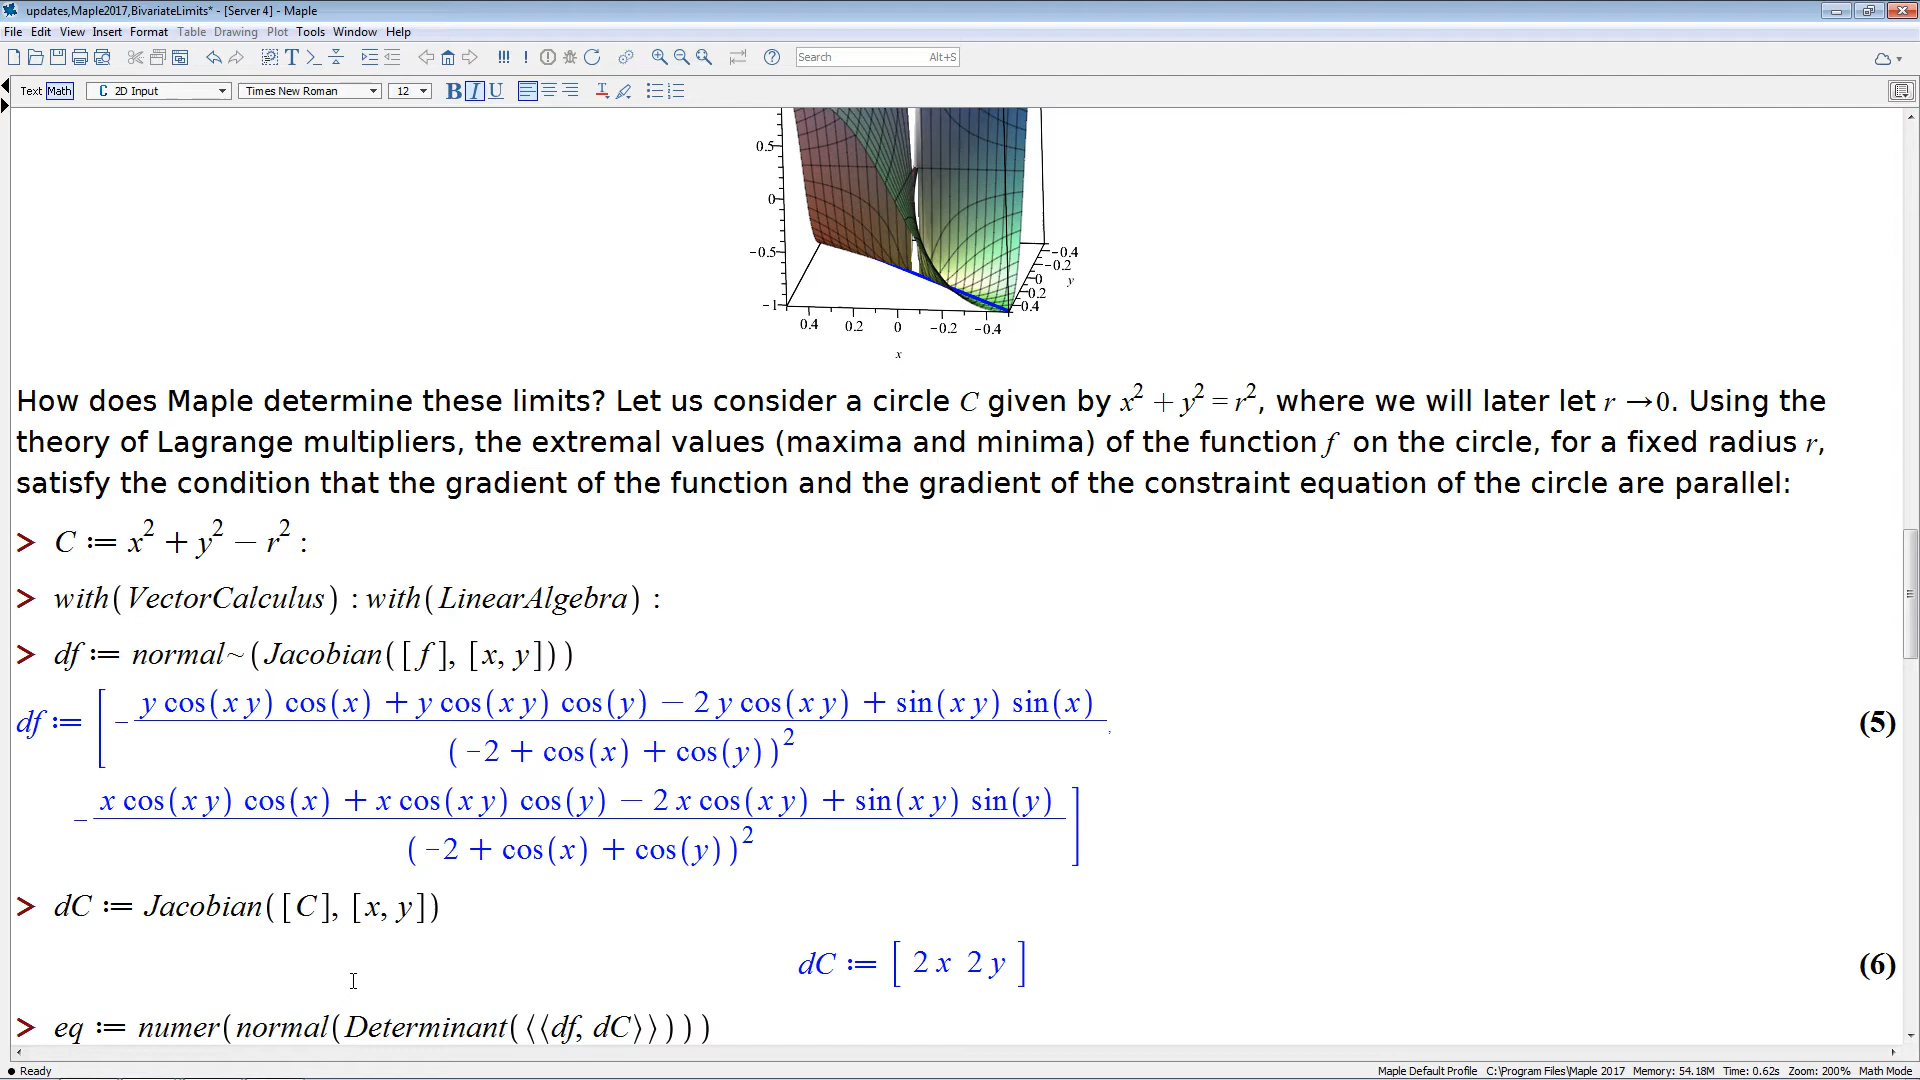 updates,Maple2017,BivariateLimits* - [Server 4] - Maple
File Edit View Insert Format Table Drawing Plot Tools Window Help
Search Alt+S
Text Math C 2D Input Times New Roman 12 B I U
0.5
0
-0.5
-1
0.4 0.2 0 -0.2 -0.4
x
-0.4
-0.2
0
0.2
0.4
y
How does Maple determine these limits? Let us consider a circle C given by x² + y² = r², where we will later let r →0. Using the
theory of Lagrange multipliers, the extremal values (maxima and minima) of the function f on the circle, for a fixed radius r,
satisfy the condition that the gradient of the function and the gradient of the constraint equation of the circle are parallel:
> C := x² + y² − r² :
> with(VectorCalculus) : with(LinearAlgebra) :
> df := normal~(Jacobian([f], [x, y]))
df := [ - y cos(x y) cos(x) + y cos(x y) cos(y) − 2 y cos(x y) + sin(x y) sin(x)
(-2 + cos(x) + cos(y))² , (5)
- x cos(x y) cos(x) + x cos(x y) cos(y) − 2 x cos(x y) + sin(x y) sin(y)
(-2 + cos(x) + cos(y))² ]
> dC := Jacobian([C], [x, y])
dC := [ 2 x 2 y ] (6)
> eq := numer(normal(Determinant(⟨⟨df, dC⟩⟩)))
Ready Maple Default Profile C:\Program Files\Maple 2017 Memory: 54.18M Time: 0.62s Zoom: 200% Math Mode